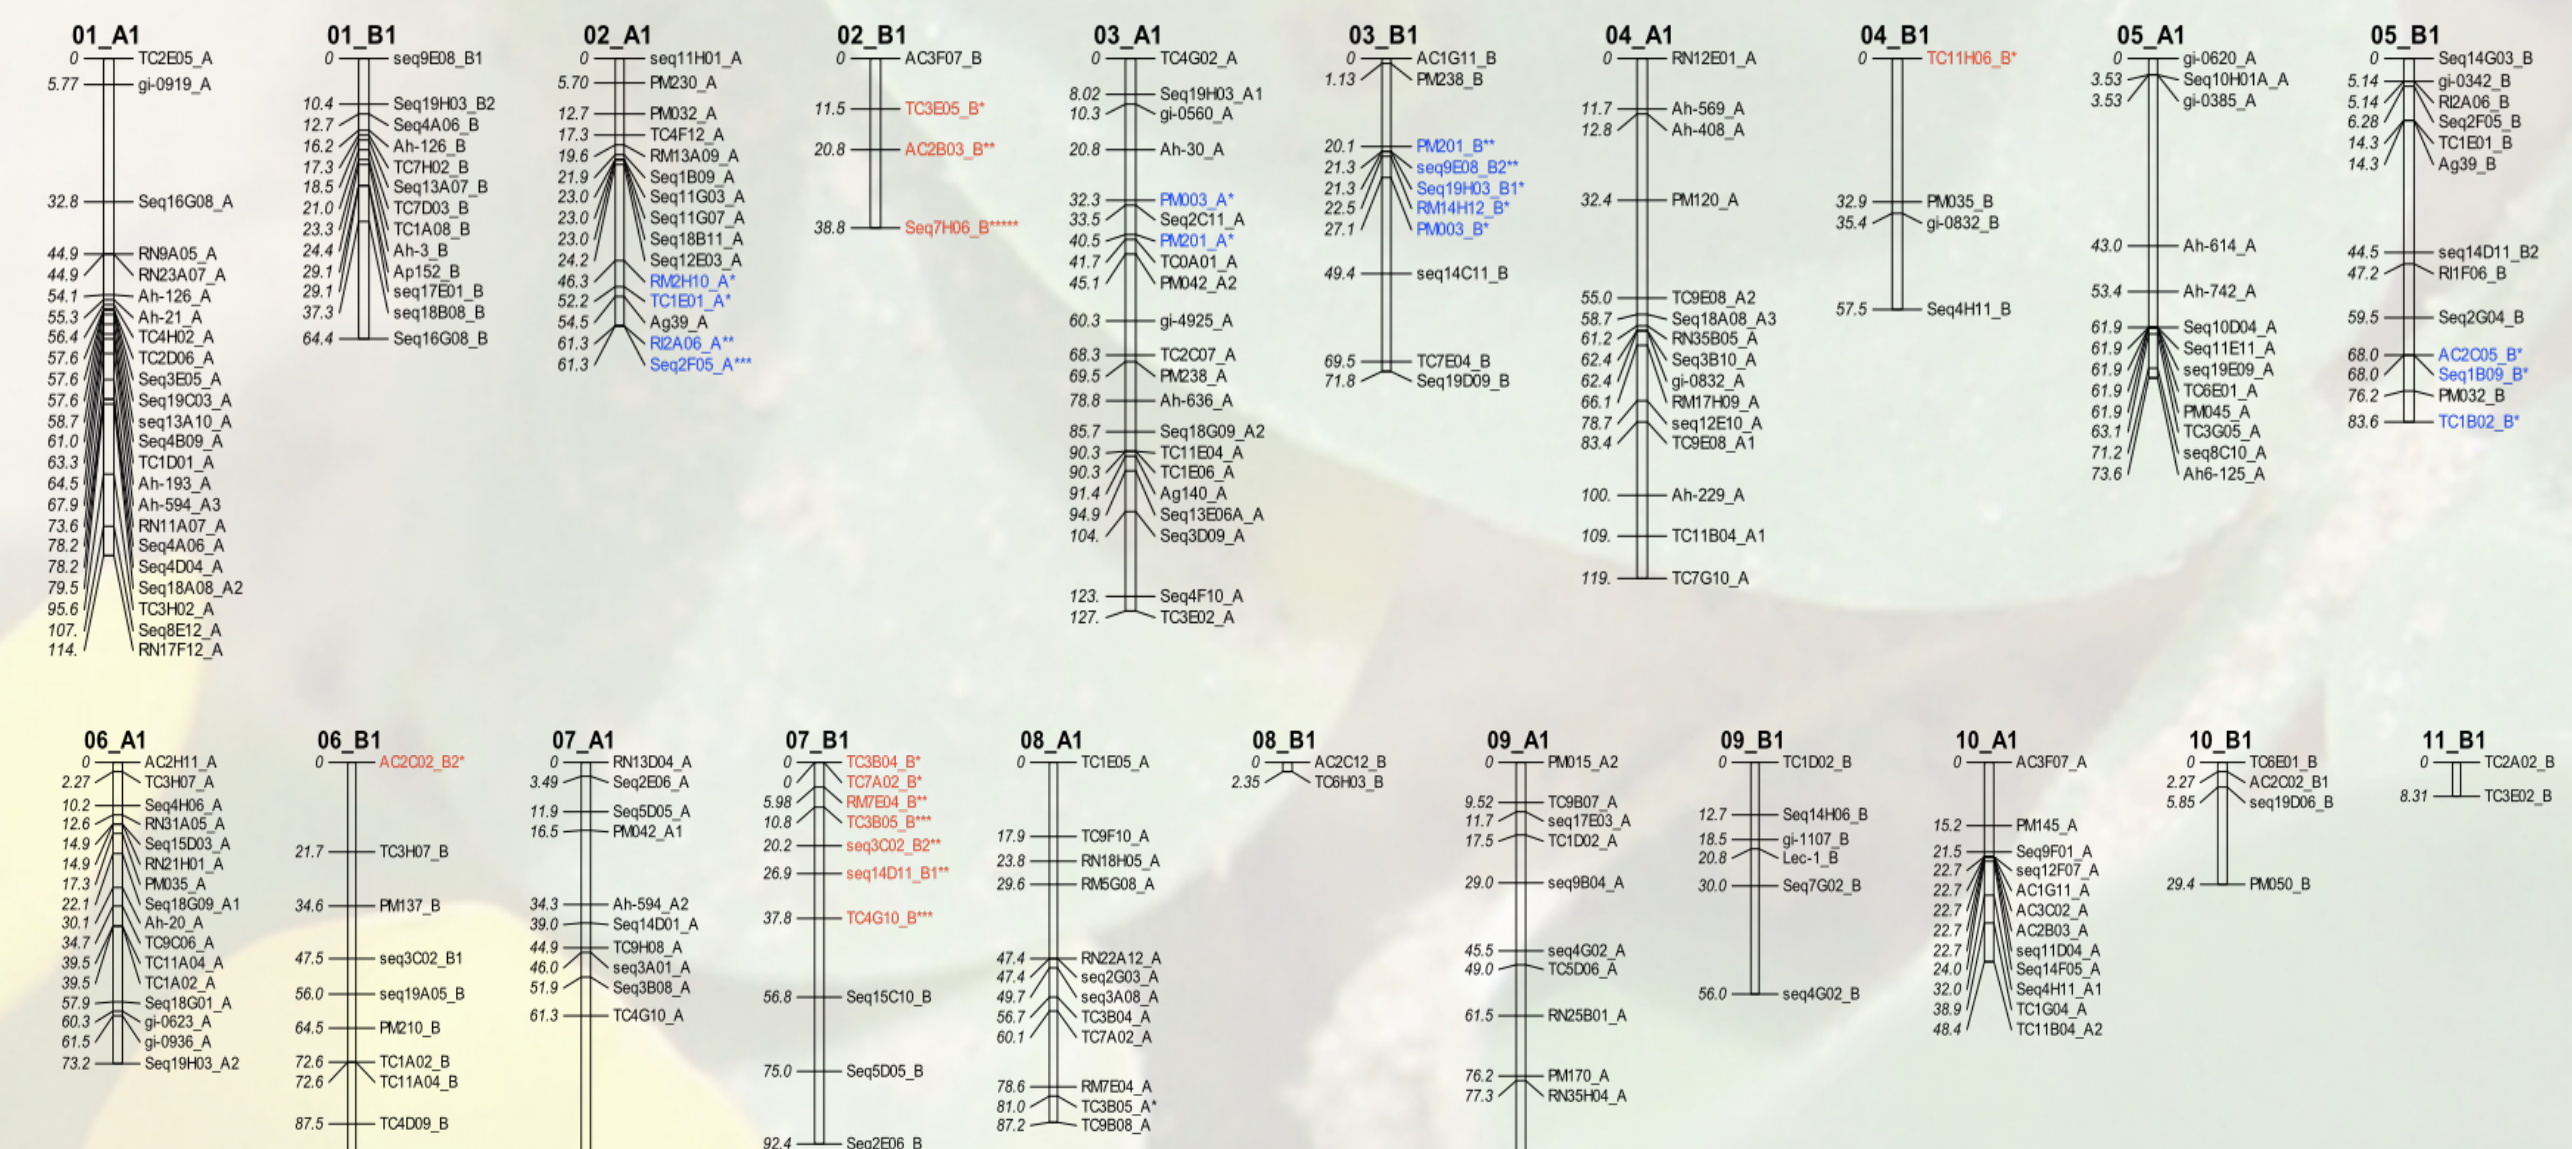 01_A1
0 TC2E05_A
5.77 gi-0919_A
32.8 Seq16G08_A
44.9 RN9A05_A
44.9 RN23A07_A
54.1 Ah-126_A
55.3 Ah-21_A
56.4 TC4H02_A
57.6 TC2D06_A
57.6 Seq3E05_A
57.6 Seq19C03_A
58.7 seq13A10_A
61.0 Seq4B09_A
63.3 TC1D01_A
64.5 Ah-193_A
67.9 Ah-594_A3
73.6 RN11A07_A
78.2 Seq4A06_A
78.2 Seq4D04_A
79.5 Seq18A08_A2
95.6 TC3H02_A
107. Seq8E12_A
114. RN17F12_A
01_B1
0 seq9E08_B1
10.4 Seq19H03_B2
12.7 Seq4A06_B
16.2 Ah-126_B
17.3 TC7H02_B
18.5 Seq13A07_B
21.0 TC7D03_B
23.3 TC1A08_B
24.4 Ah-3_B
29.1 Ap152_B
29.1 seq17E01_B
37.3 seq18B08_B
64.4 Seq16G08_B
02_A1
0 seq11H01_A
5.70 PM230_A
12.7 PM032_A
17.3 TC4F12_A
19.6 RM13A09_A
21.9 Seq1B09_A
23.0 Seq11G03_A
23.0 Seq11G07_A
23.0 Seq18B11_A
24.2 Seq12E03_A
46.3 RM2H10_A*
52.2 TC1E01_A*
54.5 Ag39_A
61.3 RI2A06_A**
61.3 Seq2F05_A***
02_B1
0 AC3F07_B
11.5 TC3E05_B*
20.8 AC2B03_B**
38.8 Seq7H06_B*****
03_A1
0 TC4G02_A
8.02 Seq19H03_A1
10.3 gi-0560_A
20.8 Ah-30_A
32.3 PM003_A*
33.5 Seq2C11_A
40.5 PM201_A*
41.7 TC0A01_A
45.1 PM042_A2
60.3 gi-4925_A
68.3 TC2C07_A
69.5 PM238_A
78.8 Ah-636_A
85.7 Seq18G09_A2
90.3 TC11E04_A
90.3 TC1E06_A
91.4 Ag140_A
94.9 Seq13E06A_A
104. Seq3D09_A
123. Seq4F10_A
127. TC3E02_A
03_B1
0 AC1G11_B
1.13 PM238_B
20.1 PM201_B**
21.3 seq9E08_B2**
21.3 Seq19H03_B1*
22.5 RM14H12_B*
27.1 PM003_B*
49.4 seq14C11_B
69.5 TC7E04_B
71.8 Seq19D09_B
04_A1
0 RN12E01_A
11.7 Ah-569_A
12.8 Ah-408_A
32.4 PM120_A
55.0 TC9E08_A2
58.7 Seq18A08_A3
61.2 RN35B05_A
62.4 Seq3B10_A
62.4 gi-0832_A
66.1 RM17H09_A
78.7 seq12E10_A
83.4 TC9E08_A1
100. Ah-229_A
109. TC11B04_A1
119. TC7G10_A
04_B1
0 TC11H06_B*
32.9 PM035_B
35.4 gi-0832_B
57.5 Seq4H11_B
05_A1
0 gi-0620_A
3.53 Seq10H01A_A
3.53 gi-0385_A
43.0 Ah-614_A
53.4 Ah-742_A
61.9 Seq10D04_A
61.9 Seq11E11_A
61.9 seq19E09_A
61.9 TC6E01_A
61.9 PM045_A
63.1 TC3G05_A
71.2 seq8C10_A
73.6 Ah6-125_A
05_B1
0 Seq14G03_B
5.14 gi-0342_B
5.14 RI2A06_B
6.28 Seq2F05_B
14.3 TC1E01_B
14.3 Ag39_B
44.5 seq14D11_B2
47.2 RI1F06_B
59.5 Seq2G04_B
68.0 AC2C05_B*
68.0 Seq1B09_B*
76.2 PM032_B
83.6 TC1B02_B*
06_A1
0 AC2H11_A
2.27 TC3H07_A
10.2 Seq4H06_A
12.6 RN31A05_A
14.9 Seq15D03_A
14.9 RN21H01_A
17.3 PM035_A
22.1 Seq18G09_A1
30.1 Ah-20_A
34.7 TC9C06_A
39.5 TC11A04_A
39.5 TC1A02_A
57.9 Seq18G01_A
60.3 gi-0623_A
61.5 gi-0936_A
73.2 Seq19H03_A2
06_B1
0 AC2C02_B2*
21.7 TC3H07_B
34.6 PM137_B
47.5 seq3C02_B1
56.0 seq19A05_B
64.5 PM210_B
72.6 TC1A02_B
72.6 TC11A04_B
87.5 TC4D09_B
07_A1
0 RN13D04_A
3.49 Seq2E06_A
11.9 Seq5D05_A
16.5 PM042_A1
34.3 Ah-594_A2
39.0 Seq14D01_A
44.9 TC9H08_A
46.0 seq3A01_A
51.9 Seq3B08_A
61.3 TC4G10_A
07_B1
0 TC3B04_B*
0 TC7A02_B*
5.98 RM7E04_B**
10.8 TC3B05_B***
20.2 seq3C02_B2**
26.9 seq14D11_B1**
37.8 TC4G10_B***
56.8 Seq15C10_B
75.0 Seq5D05_B
92.4 Seq2E06_B
08_A1
0 TC1E05_A
17.9 TC9F10_A
23.8 RN18H05_A
29.6 RM5G08_A
47.4 RN22A12_A
47.4 seq2G03_A
49.7 seq3A08_A
56.7 TC3B04_A
60.1 TC7A02_A
78.6 RM7E04_A
81.0 TC3B05_A*
87.2 TC9B08_A
08_B1
0 AC2C12_B
2.35 TC6H03_B
09_A1
0 PM015_A2
9.52 TC9B07_A
11.7 seq17E03_A
17.5 TC1D02_A
29.0 seq9B04_A
45.5 seq4G02_A
49.0 TC5D06_A
61.5 RN25B01_A
76.2 PM170_A
77.3 RN35H04_A
09_B1
0 TC1D02_B
12.7 Seq14H06_B
18.5 gi-1107_B
20.8 Lec-1_B
30.0 Seq7G02_B
56.0 seq4G02_B
10_A1
0 AC3F07_A
15.2 PM145_A
21.5 Seq9F01_A
22.7 seq12F07_A
22.7 AC1G11_A
22.7 AC3C02_A
22.7 AC2B03_A
22.7 seq11D04_A
24.0 Seq14F05_A
32.0 Seq4H11_A1
38.9 TC1G04_A
48.4 TC11B04_A2
10_B1
0 TC6E01_B
2.27 AC2C02_B1
5.85 seq19D06_B
29.4 PM050_B
11_B1
0 TC2A02_B
8.31 TC3E02_B